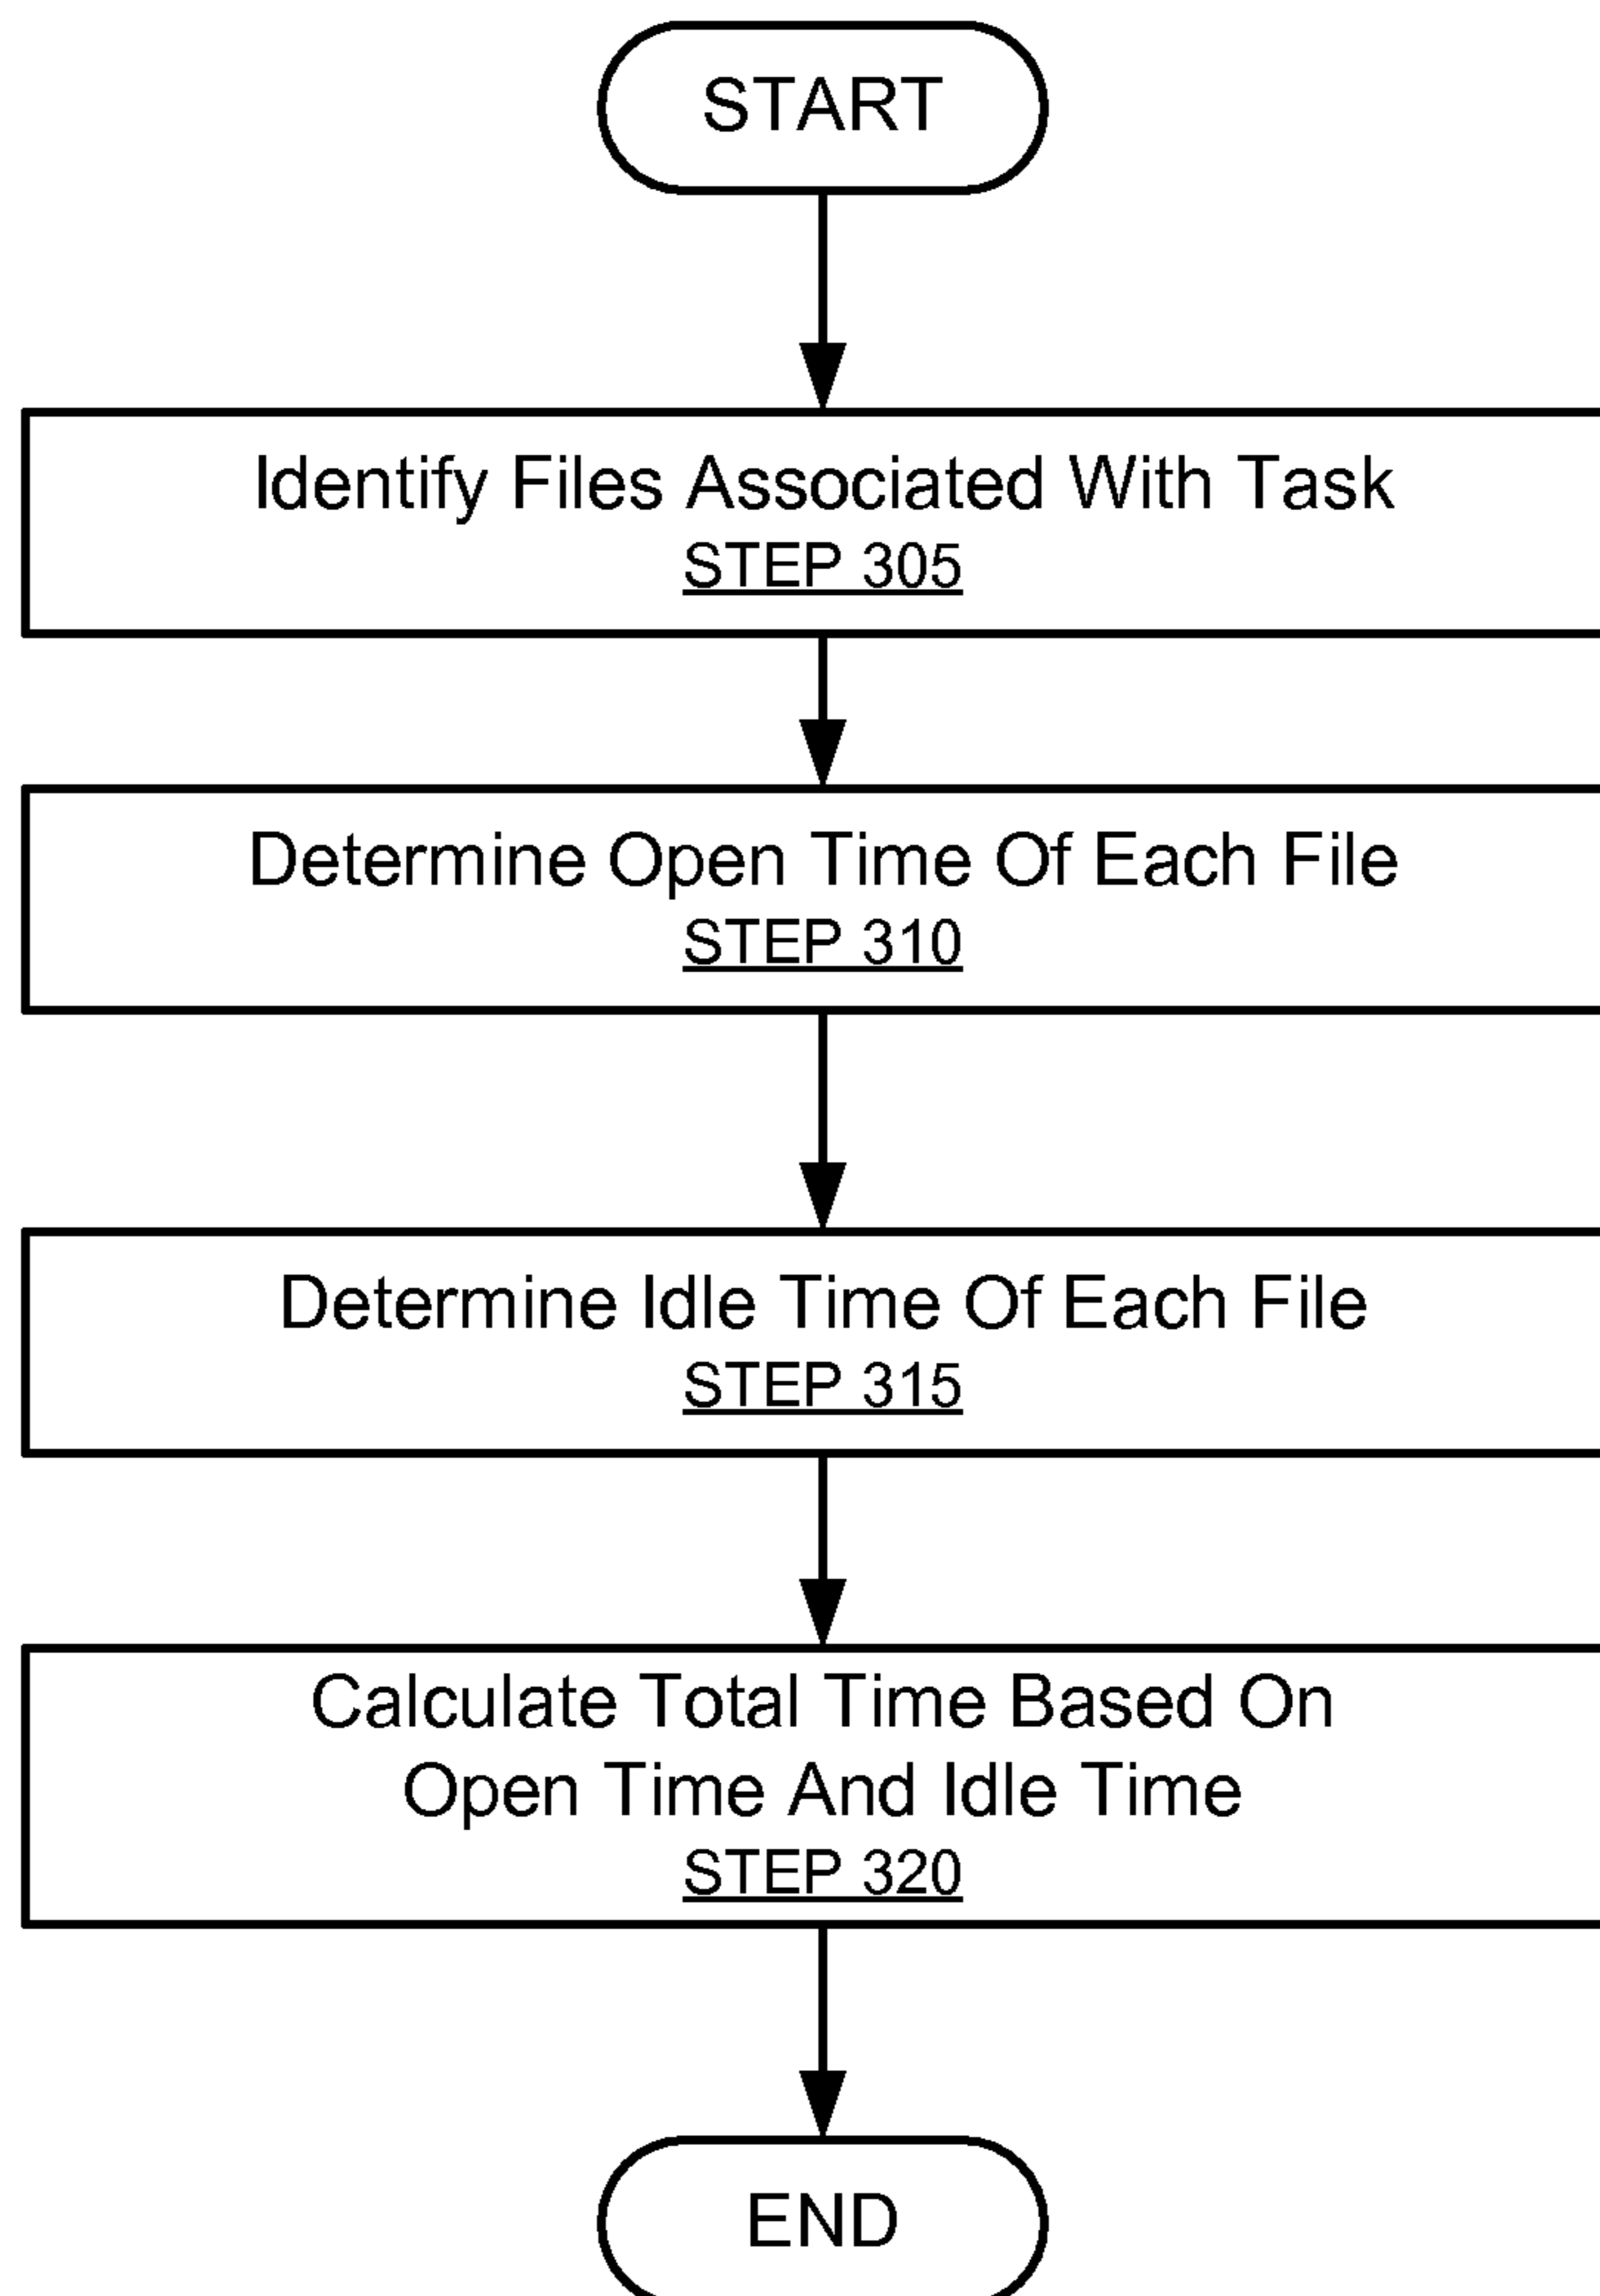 START
Identify Files Associated With Task
STEP 305
Determine Open Time Of Each File
STEP 310
Determine Idle Time Of Each File
STEP 315
Calculate Total Time Based On
Open Time And Idle Time
STEP 320
END